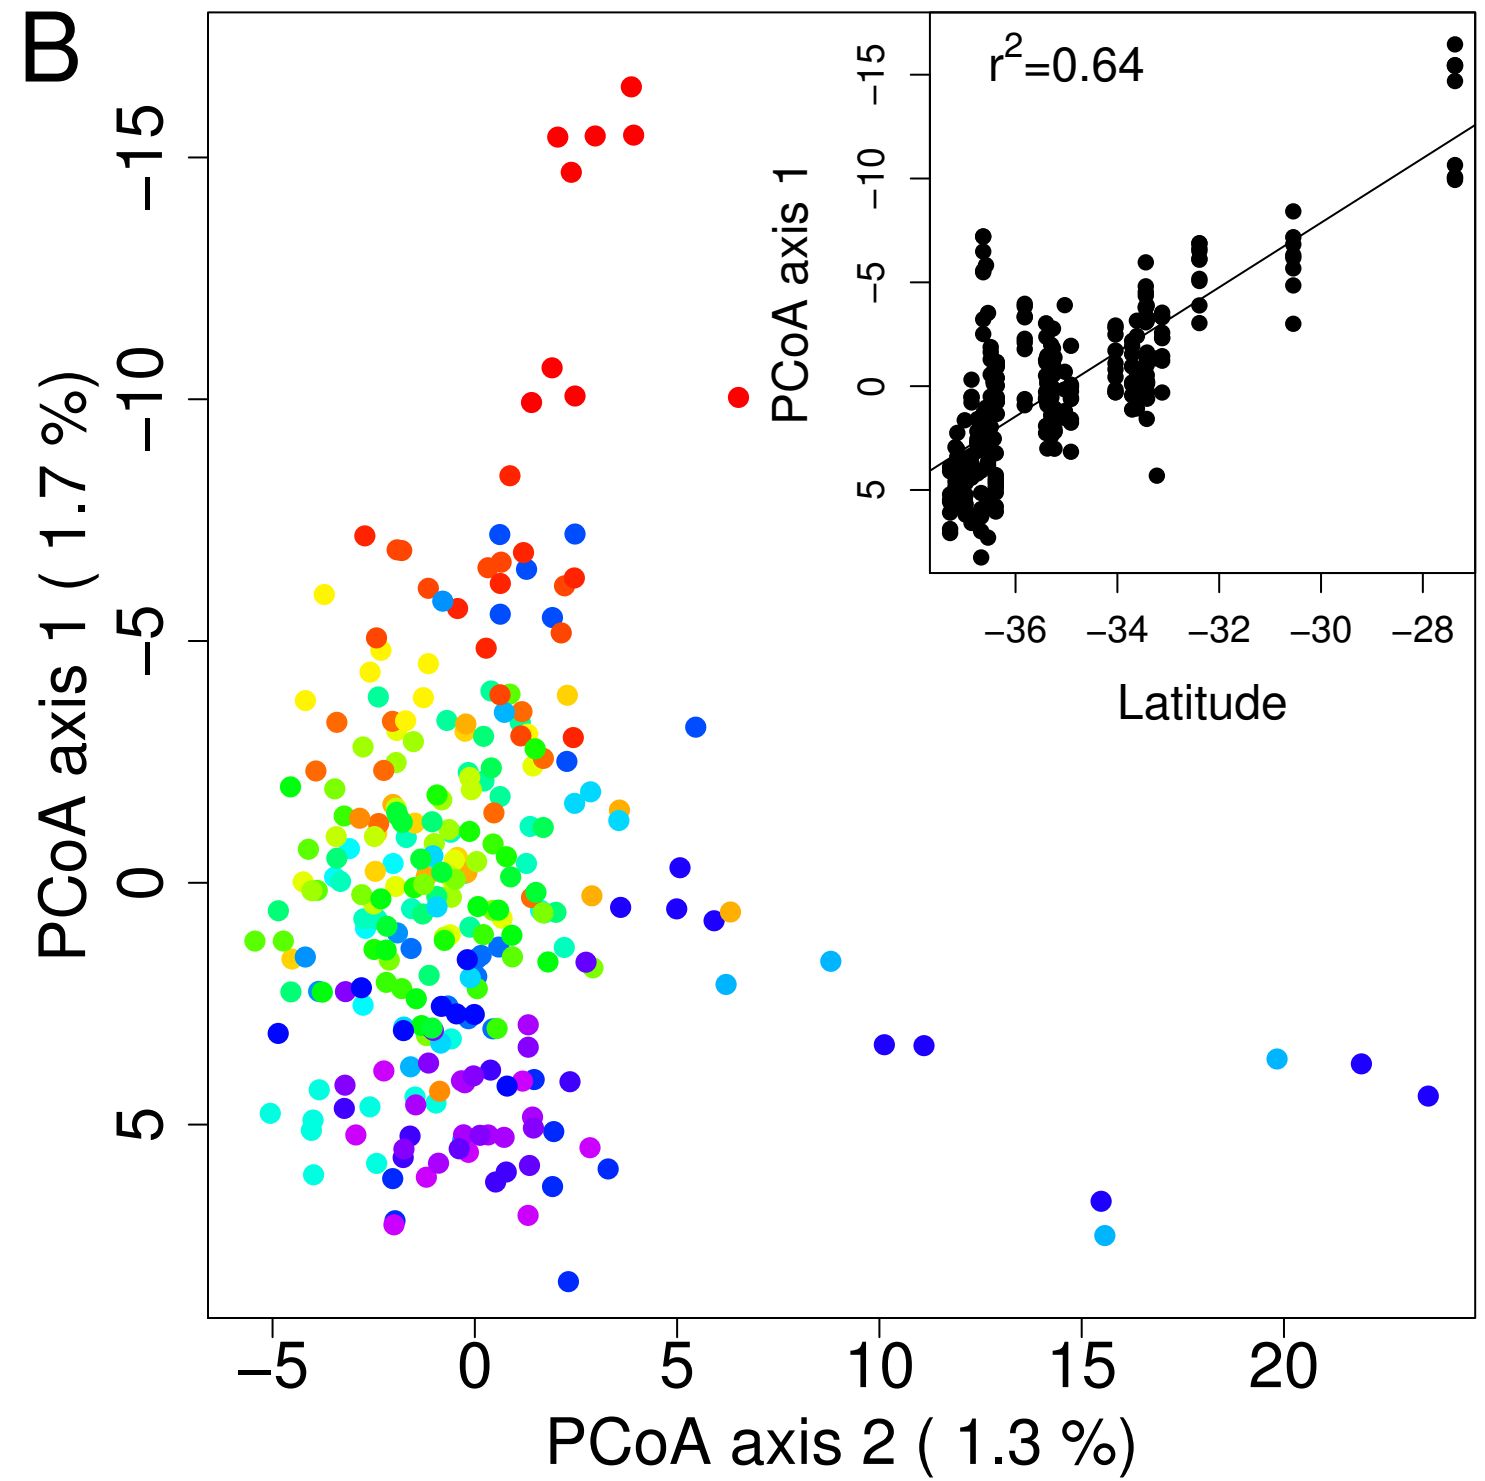 B
r²=0.64
−15
−10
−5
0
5
PCoA axis 1
−36 −34 −32 −30 −28
Latitude
−15
−10
−5
0
5
PCoA axis 1 ( 1.7 %)
−5 0 5 10 15 20
PCoA axis 2 ( 1.3 %)